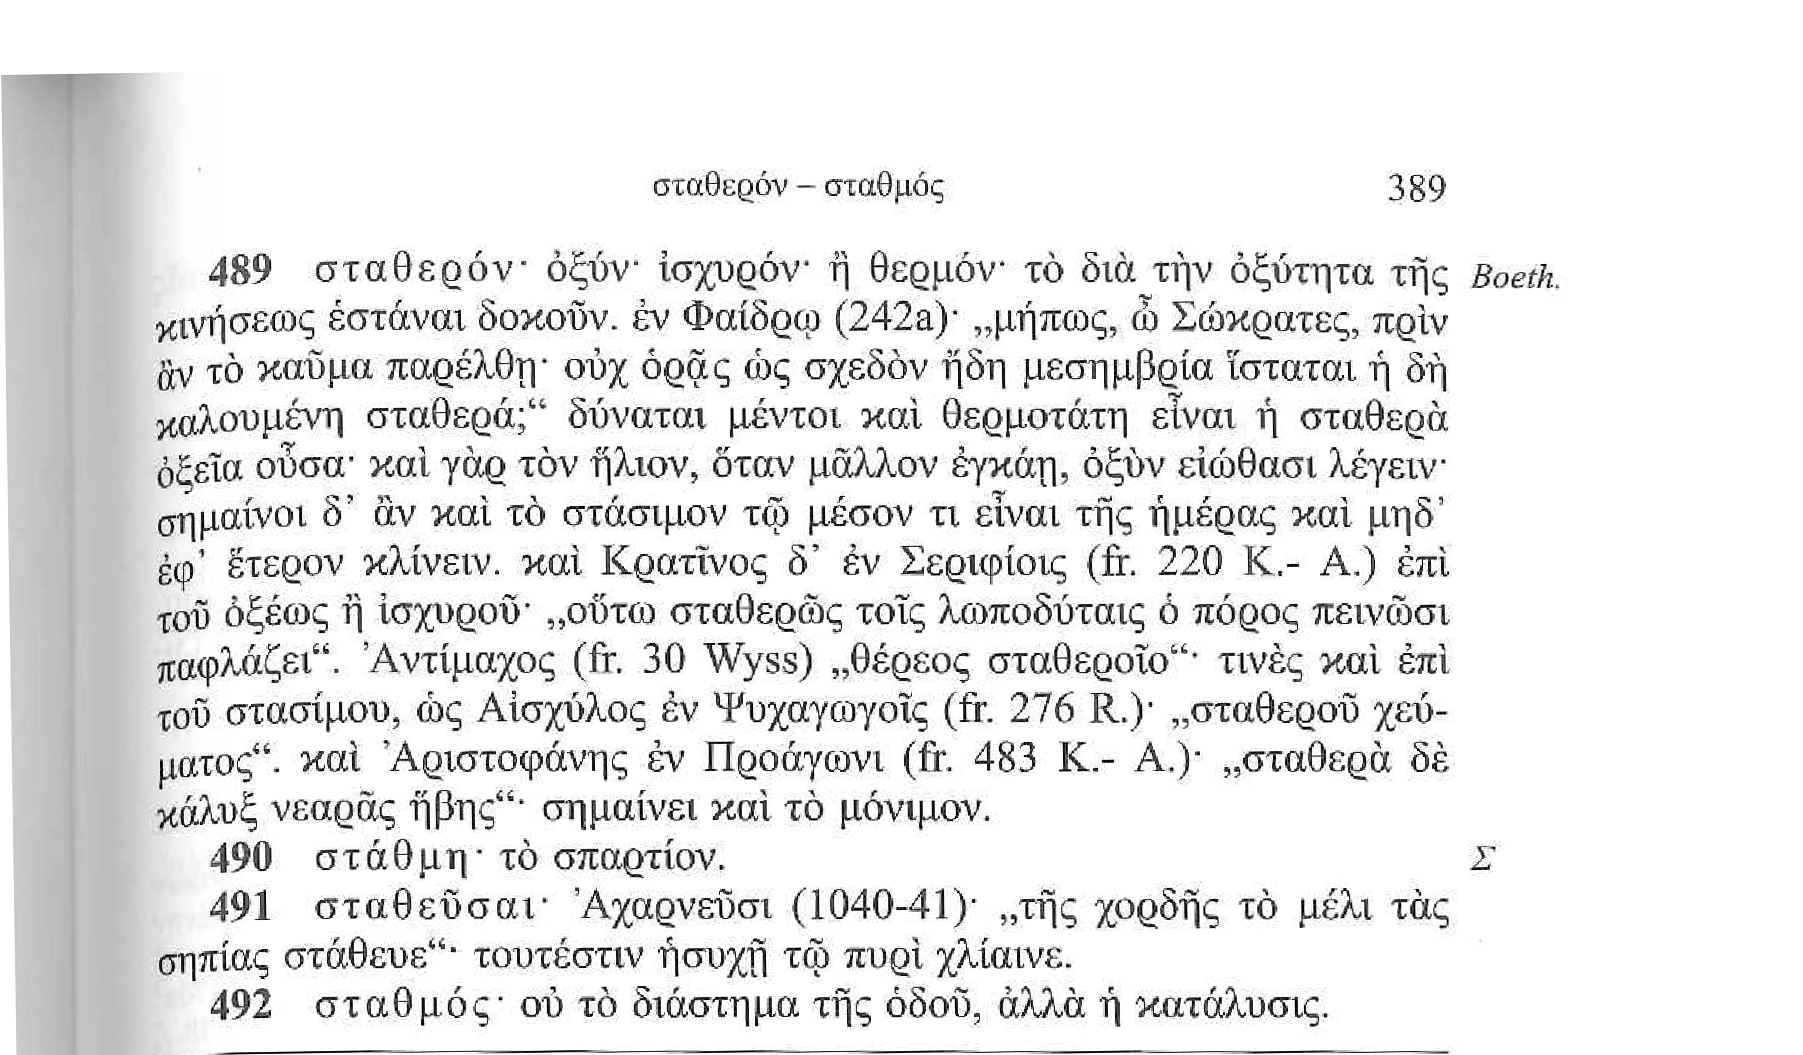 σταθερόν – σταθμός 389
489 σταθερόν· ὀξύν· ἰσχυρόν· ἢ θερμόν· τὸ διὰ τὴν ὀξύτητα τῆς Boeth.
κινήσεως ἑστάναι δοκοῦν. ἐν Φαίδρῳ (242a)· „μήπως, ὦ Σώκρατες, πρὶν
ἂν τὸ καῦμα παρέλθῃ· οὐχ ὁρᾷς ὡς σχεδὸν ἤδη μεσημβρία ἵσταται ἡ δὴ
καλουμένη σταθερά;“ δύναται μέντοι καὶ θερμοτάτη εἶναι ἡ σταθερὰ
ὀξεῖα οὖσα· καὶ γὰρ τὸν ἥλιον, ὅταν μᾶλλον ἐγκάῃ, ὀξὺν εἰώθασι λέγειν·
σημαίνοι δ᾽ ἂν καὶ τὸ στάσιμον τῷ μέσον τι εἶναι τῆς ἡμέρας καὶ μηδ᾽
ἐφ᾽ ἕτερον κλίνειν. καὶ Κρατῖνος δ᾽ ἐν Σεριφίοις (fr. 220 K.- A.) ἐπὶ
τοῦ ὀξέως ἢ ἰσχυροῦ· „οὕτω σταθερῶς τοῖς λωποδύταις ὁ πόρος πεινῶσι
παφλάζει“. Ἀντίμαχος (fr. 30 Wyss) „θέρεος σταθεροῖο“· τινὲς καὶ ἐπὶ
τοῦ στασίμου, ὡς Αἰσχύλος ἐν Ψυχαγωγοῖς (fr. 276 R.)· „σταθεροῦ χεύ-
ματος“. καὶ Ἀριστοφάνης ἐν Προάγωνι (fr. 483 K.- A.)· „σταθερὰ δὲ
κάλυξ νεαρᾶς ἥβης“· σημαίνει καὶ τὸ μόνιμον.
490 στάθμη· τὸ σπαρτίον. Σ
491 σταθεῦσαι· Ἀχαρνεῦσι (1040-41)· „τῆς χορδῆς τὸ μέλι τὰς
σηπίας στάθευε“· τουτέστιν ἡσυχῇ τῷ πυρὶ χλίαινε.
492 σταθμός· οὐ τὸ διάστημα τῆς ὁδοῦ, ἀλλὰ ἡ κατάλυσις.